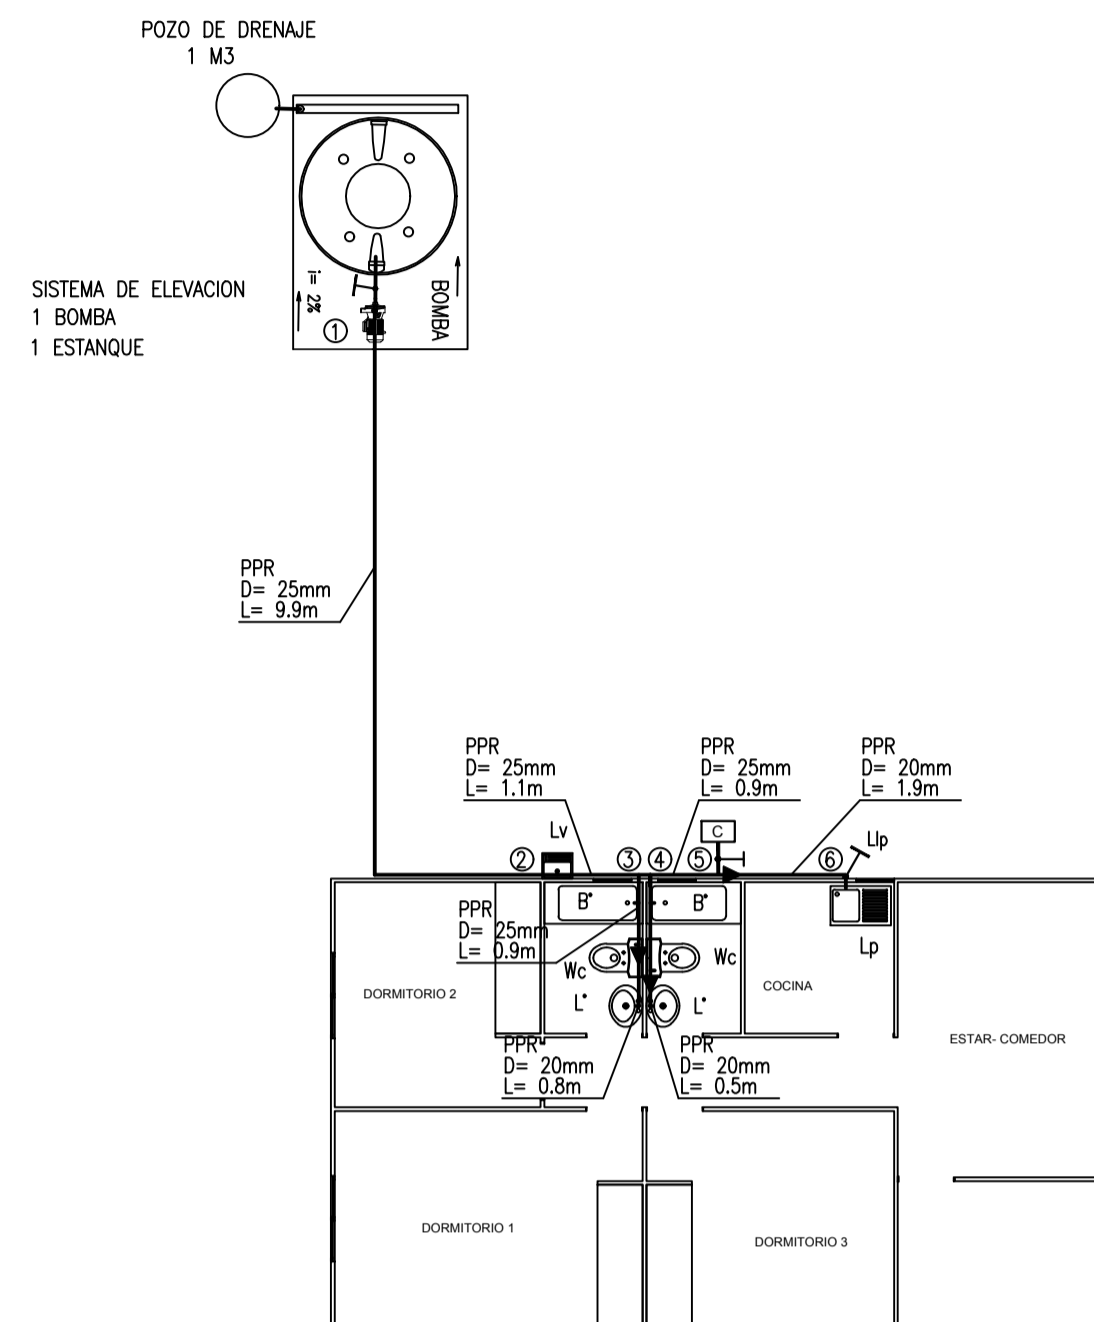 POZO DE DRENAJE
1 M3
SISTEMA DE ELEVACION
1 BOMBA
1 ESTANQUE
i= 2%
BOMBA
1
PPR
D= 25mm
L= 9.9m
PPR
D= 25mm
L= 1.1m
PPR
D= 25mm
L= 0.9m
PPR
D= 20mm
L= 1.9m
Lv
C
Llp
2
3
4
5
6
B°
B°
PPR
D= 25mm
L= 0.9m
Wc
Wc
Lp
L°
L°
DORMITORIO 2
COCINA
ESTAR- COMEDOR
PPR
D= 20mm
L= 0.8m
PPR
D= 20mm
L= 0.5m
DORMITORIO 1
DORMITORIO 3